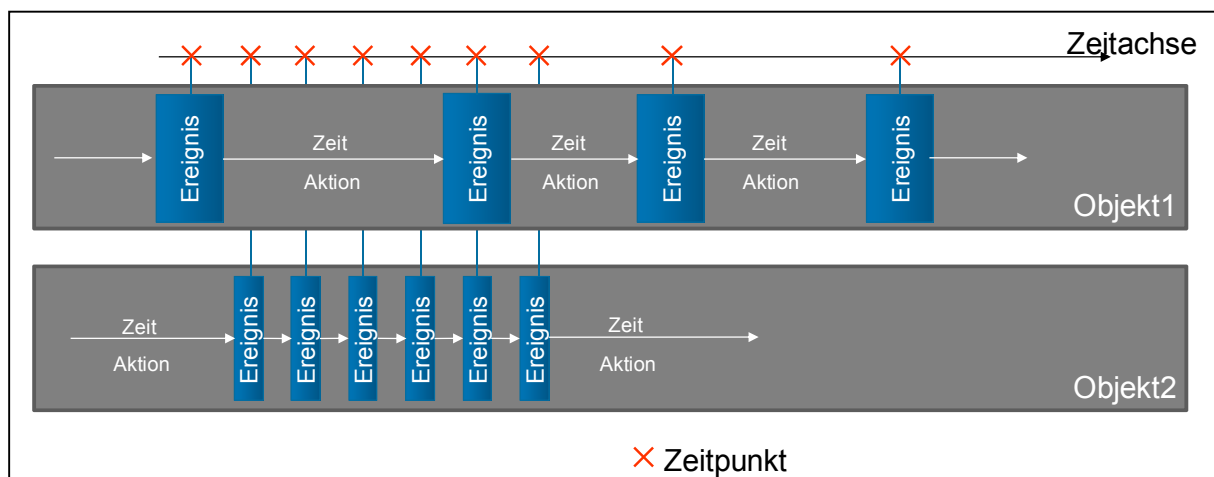 Zeitachse
Ereignis
Zeit
Aktion
Ereignis
Zeit
Aktion
Ereignis
Zeit
Aktion
Ereignis
Objekt1
Zeit
Aktion
Ereignis
Ereignis
Ereignis
Ereignis
Ereignis
Ereignis
Zeit
Aktion
Objekt2
Zeitpunkt